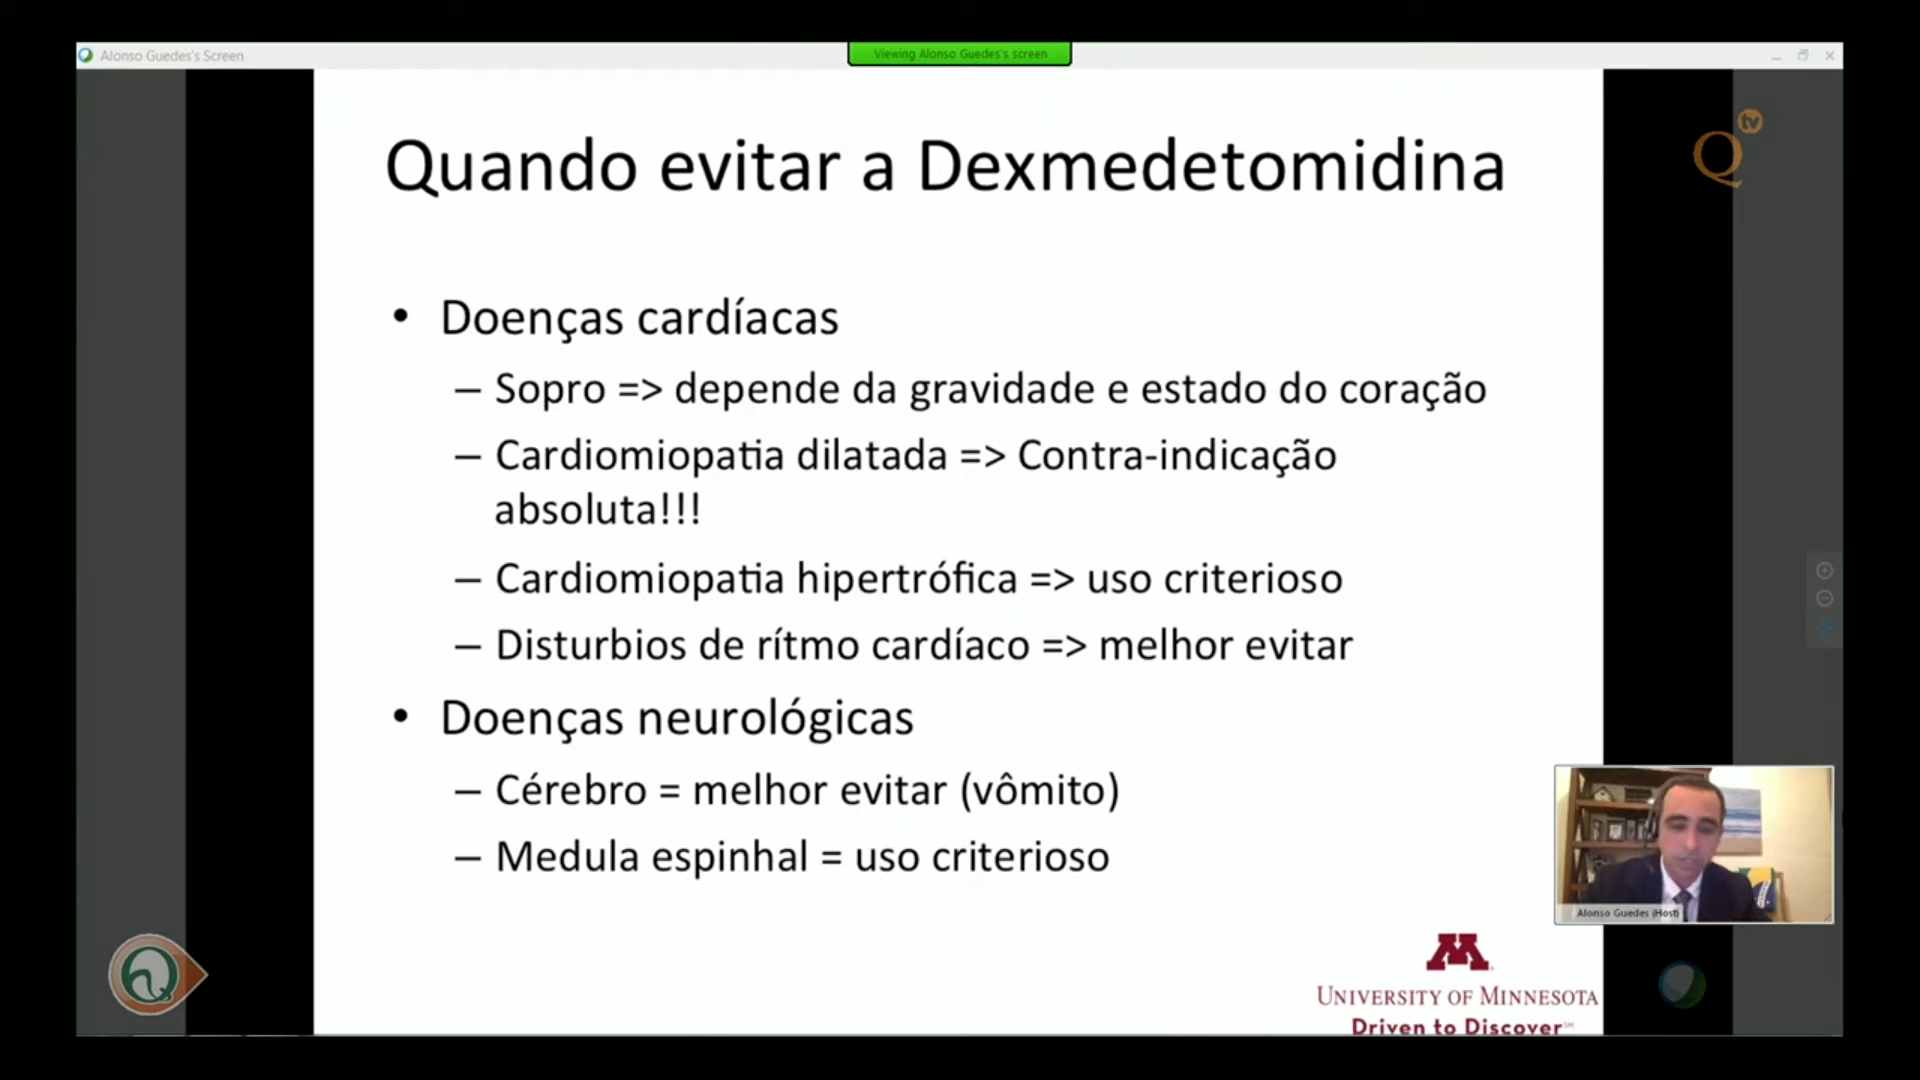 Alonso Guedes's Screen
Viewing Alonso Guedes's screen
Quando evitar a Dexmedetomidina
Q tv
• Doenças cardíacas
– Sopro => depende da gravidade e estado do coração
– Cardiomiopatia dilatada => Contra-indicação
absoluta!!!
– Cardiomiopatia hipertrófica => uso criterioso
– Disturbios de rítmo cardíaco => melhor evitar
• Doenças neurológicas
– Cérebro = melhor evitar (vômito)
– Medula espinhal = uso criterioso
Alonso Guedes (Host)
M
UNIVERSITY OF MINNESOTA
Driven to Discover℠